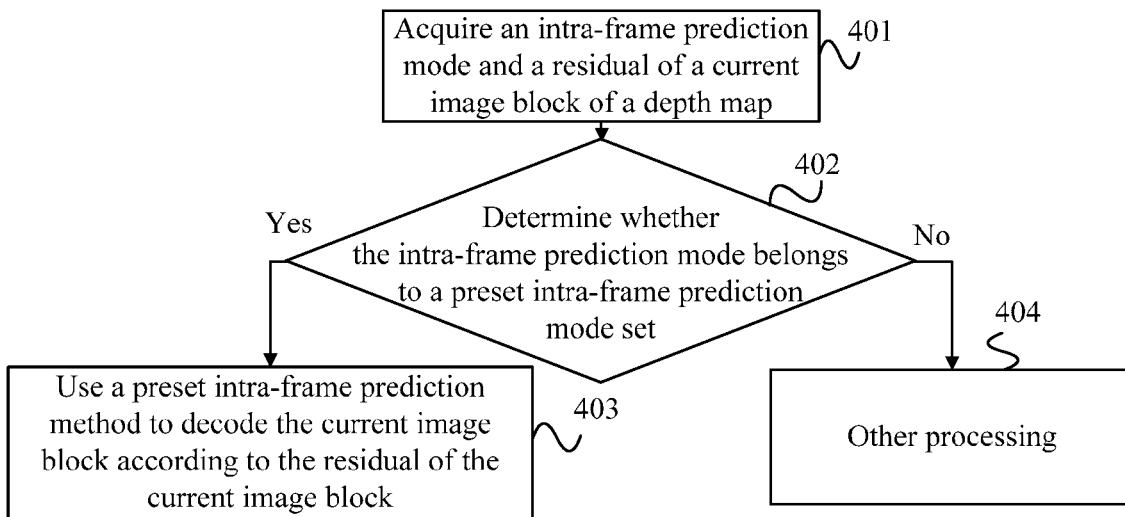 Acquire an intra-frame prediction
mode and a residual of a current
image block of a depth map
401
402
Yes
Determine whether
the intra-frame prediction mode belongs
to a preset intra-frame prediction
mode set
No
404
Use a preset intra-frame prediction
method to decode the current image
block according to the residual of the
current image block
403
Other processing